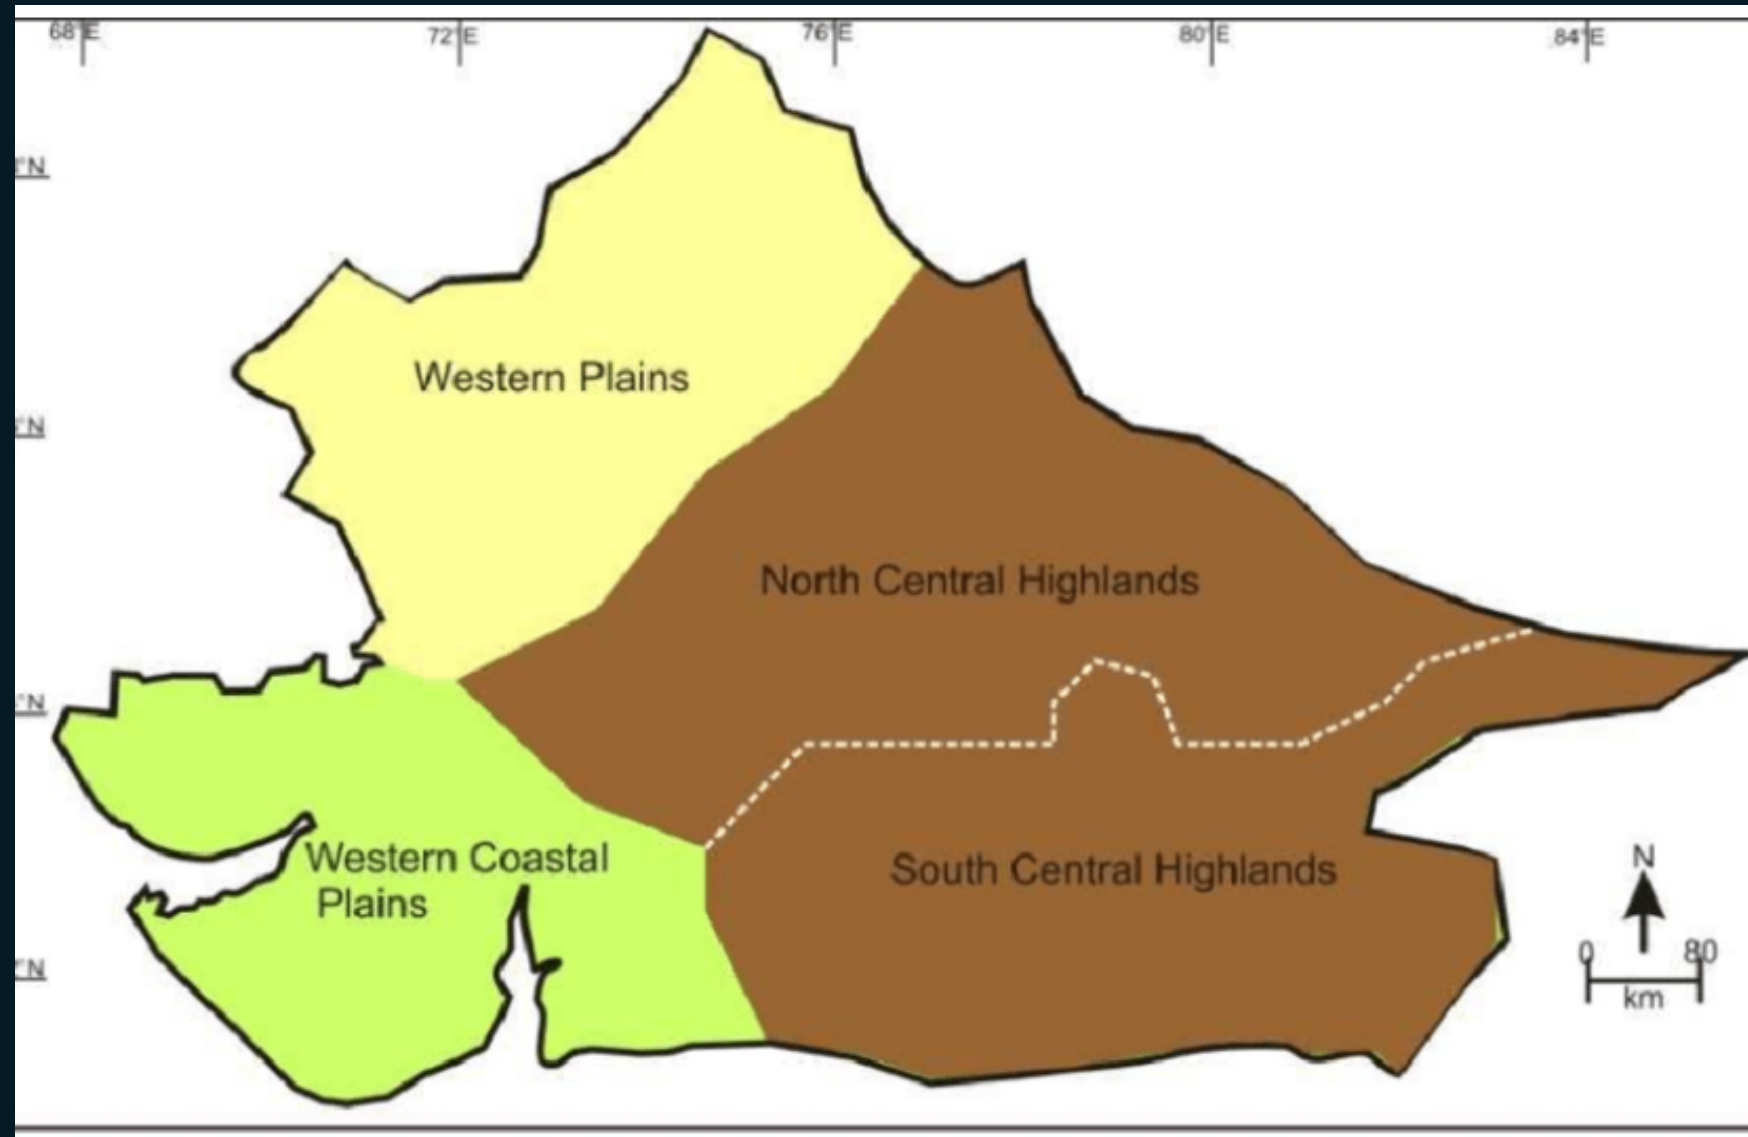 68°E
72°E
76°E
80°E
84°E
°N
Western Plains
°N
North Central Highlands
°N
Western Coastal
Plains
South Central Highlands
N
0 80
km
°N